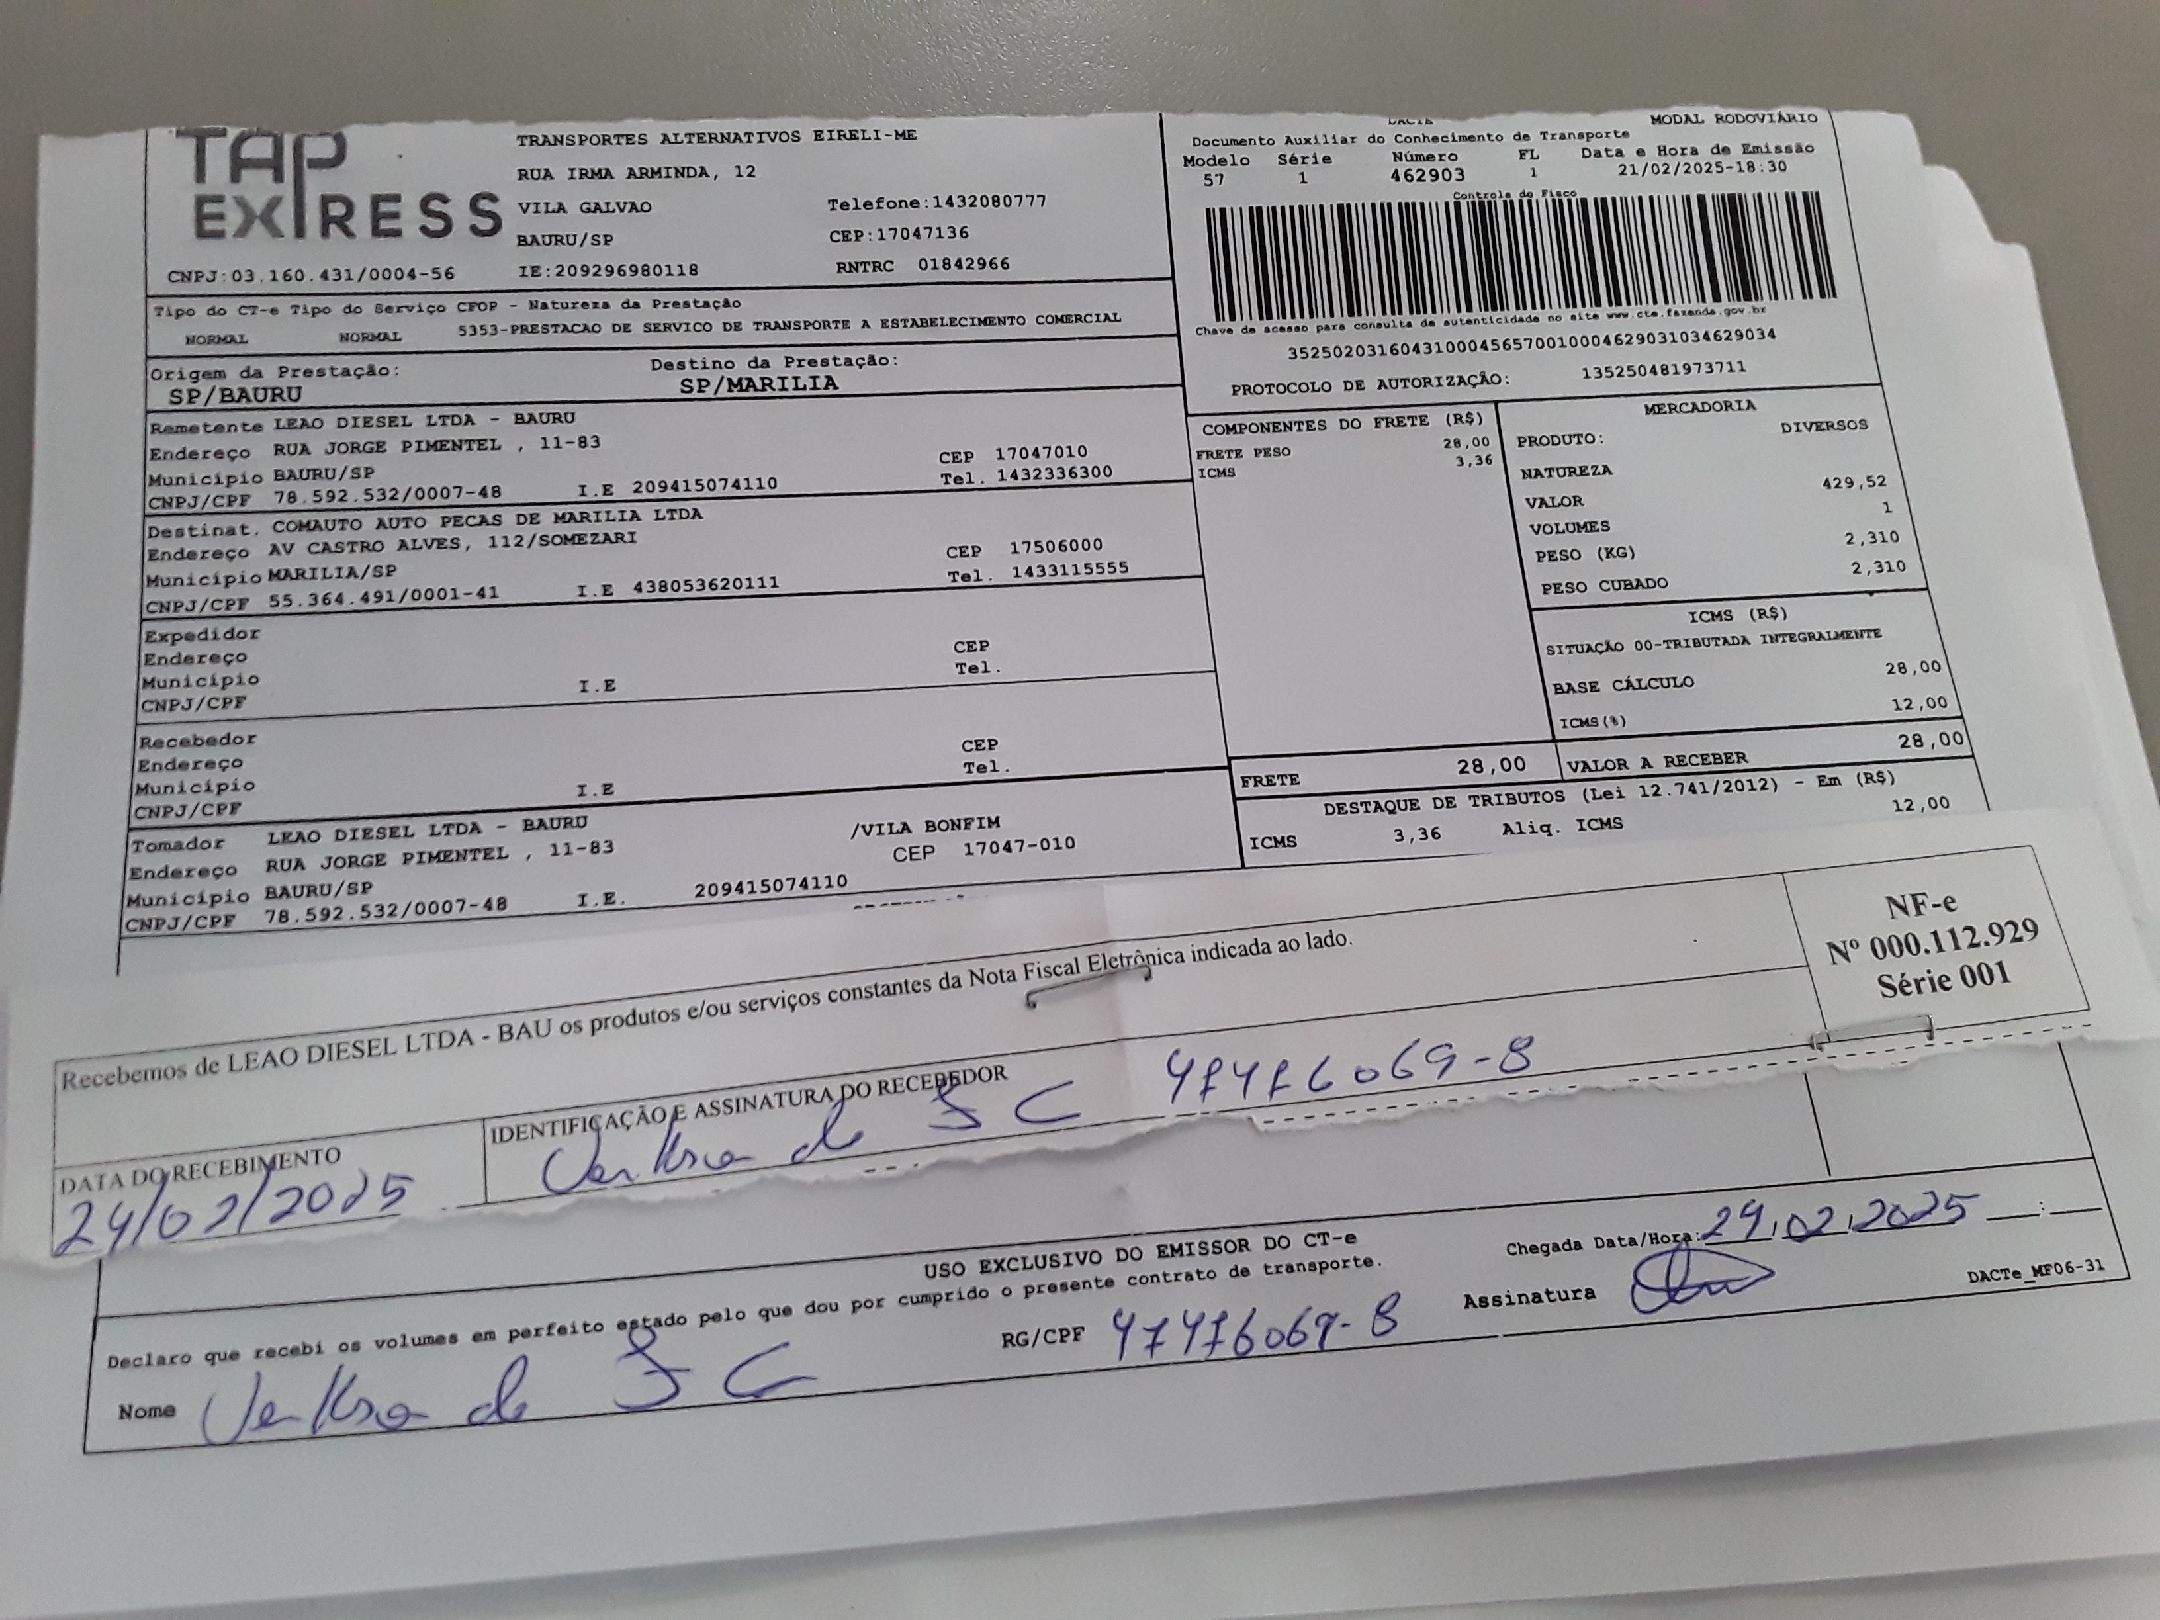 TAP EXPRESS
TRANSPORTES ALTERNATIVOS EIRELI-ME
RUA IRMA ARMINDA, 12
VILA GALVAO Telefone:1432080777
BAURU/SP CEP:17047136
CNPJ:03.160.431/0004-56 IE:209296980118 RNTRC 01842966
DACTE MODAL RODOVIÁRIO
Documento Auxiliar do Conhecimento de Transporte
Modelo Série Número FL Data e Hora de Emissão
57 1 462903 1 21/02/2025-18:30
Controle do Fisco
Chave de acesso para consulta de autenticidade no site www.cte.fazenda.gov.br
35250203160431000456570010004629031034629034
PROTOCOLO DE AUTORIZAÇÃO: 135250481973711
Tipo do CT-e Tipo do Serviço CFOP - Natureza da Prestação
NORMAL NORMAL 5353-PRESTACAO DE SERVICO DE TRANSPORTE A ESTABELECIMENTO COMERCIAL
Origem da Prestação: Destino da Prestação:
SP/BAURU SP/MARILIA
Remetente LEAO DIESEL LTDA - BAURU
Endereço RUA JORGE PIMENTEL , 11-83
Município BAURU/SP CEP 17047010
CNPJ/CPF 78.592.532/0007-48 I.E 209415074110 Tel. 1432336300
Destinat. COMAUTO AUTO PECAS DE MARILIA LTDA
Endereço AV CASTRO ALVES, 112/SOMEZARI
Município MARILIA/SP CEP 17506000
CNPJ/CPF 55.364.491/0001-41 I.E 438053620111 Tel. 1433115555
Expedidor
Endereço CEP
Município Tel.
CNPJ/CPF I.E
Recebedor
Endereço CEP
Município Tel.
CNPJ/CPF I.E
Tomador LEAO DIESEL LTDA - BAURU
Endereço RUA JORGE PIMENTEL , 11-83 /VILA BONFIM
Município BAURU/SP CEP 17047-010
CNPJ/CPF 78.592.532/0007-48 I.E. 209415074110
COMPONENTES DO FRETE (R$)
FRETE PESO 28,00
ICMS 3,36
MERCADORIA
PRODUTO: DIVERSOS
NATUREZA
VALOR 429,52
VOLUMES 1
PESO (KG) 2,310
PESO CUBADO 2,310
ICMS (R$)
SITUAÇÃO 00-TRIBUTADA INTEGRALMENTE
BASE CÁLCULO 28,00
ICMS(%) 12,00
FRETE 28,00 VALOR A RECEBER 28,00
DESTAQUE DE TRIBUTOS (Lei 12.741/2012) - Em (R$)
ICMS 3,36 Aliq. ICMS 12,00
Recebemos de LEAO DIESEL LTDA - BAU os produtos e/ou serviços constantes da Nota Fiscal Eletrônica indicada ao lado.
NF-e
Nº 000.112.929
Série 001
DATA DO RECEBIMENTO IDENTIFICAÇÃO E ASSINATURA DO RECEBEDOR
24/02/2025 47476069-8
USO EXCLUSIVO DO EMISSOR DO CT-e
Chegada Data/Hora: 24/02/2025 __:__
Declaro que recebi os volumes em perfeito estado pelo que dou por cumprido o presente contrato de transporte.
Nome RG/CPF 47476069-8 Assinatura
DACTe_MF06-31